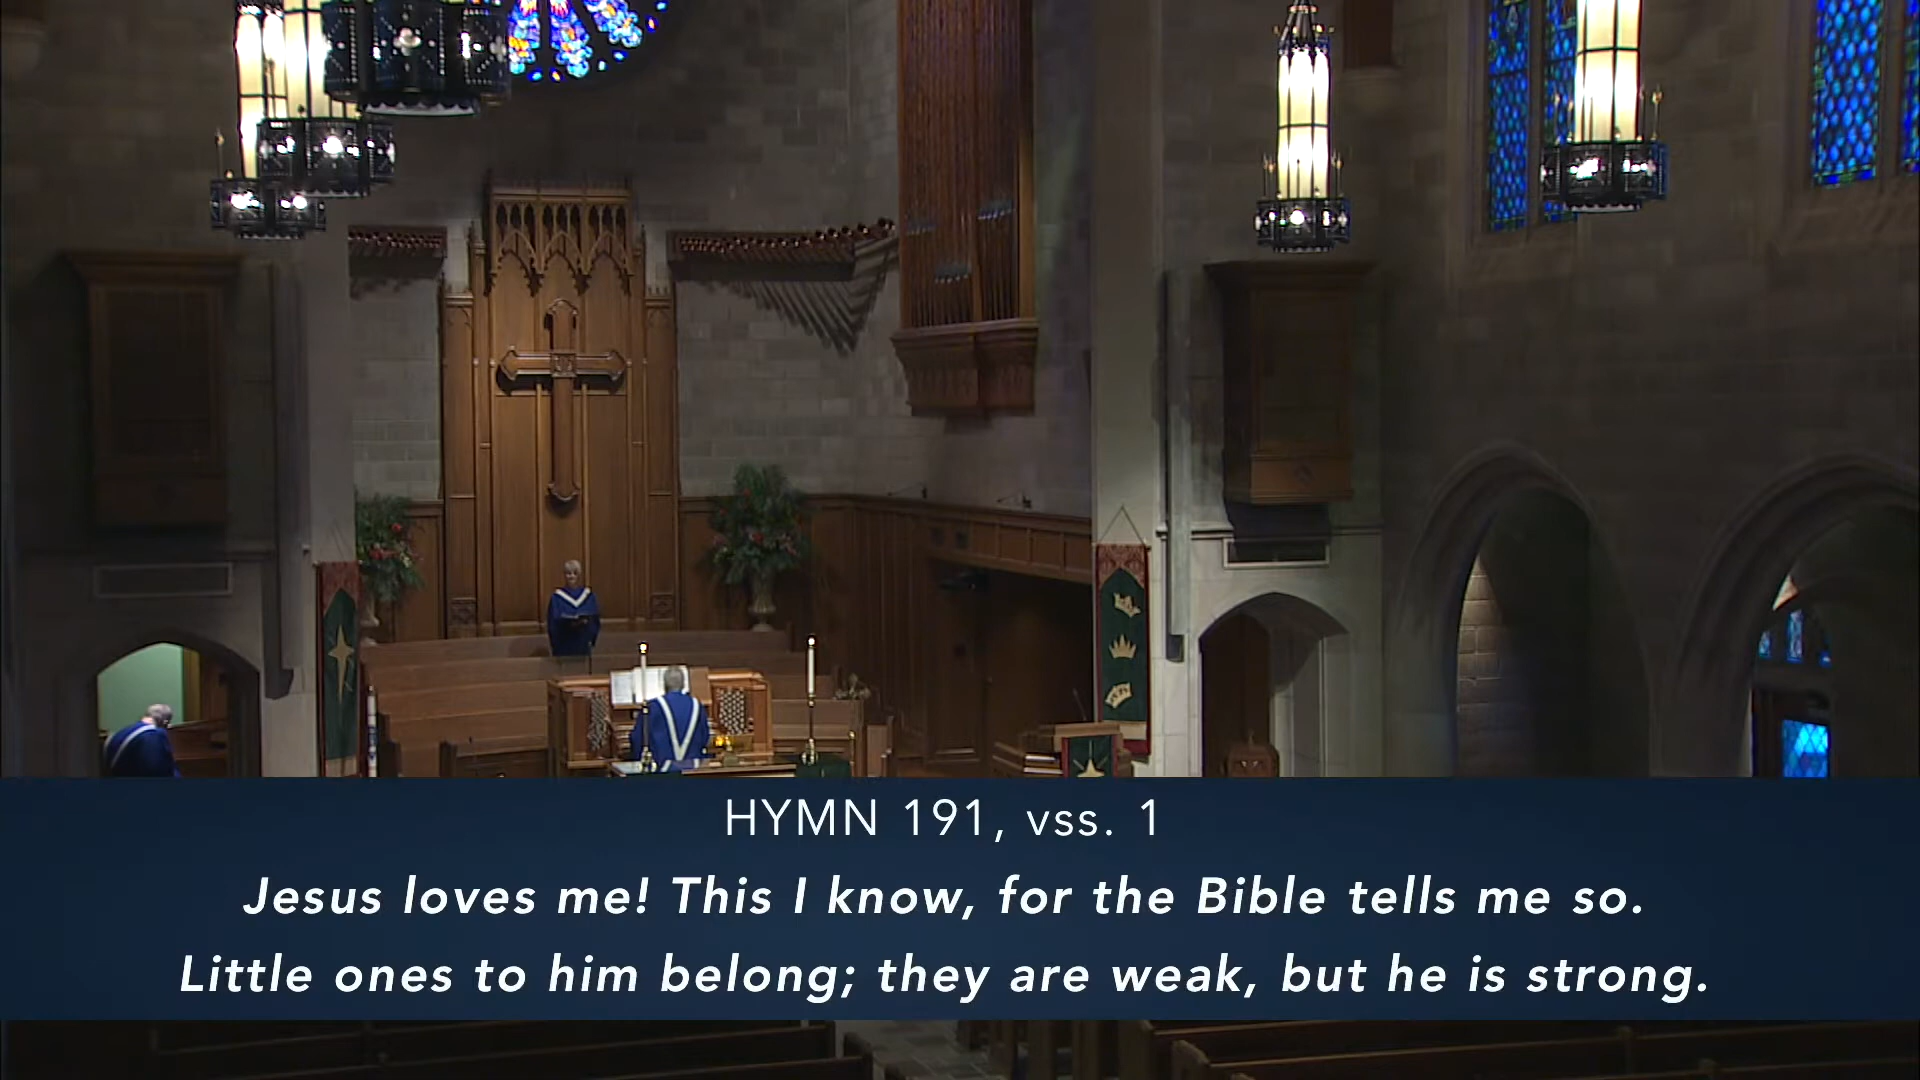 HYMN 191, vss. 1
Jesus loves me! This I know, for the Bible tells me so.
Little ones to him belong; they are weak, but he is strong.